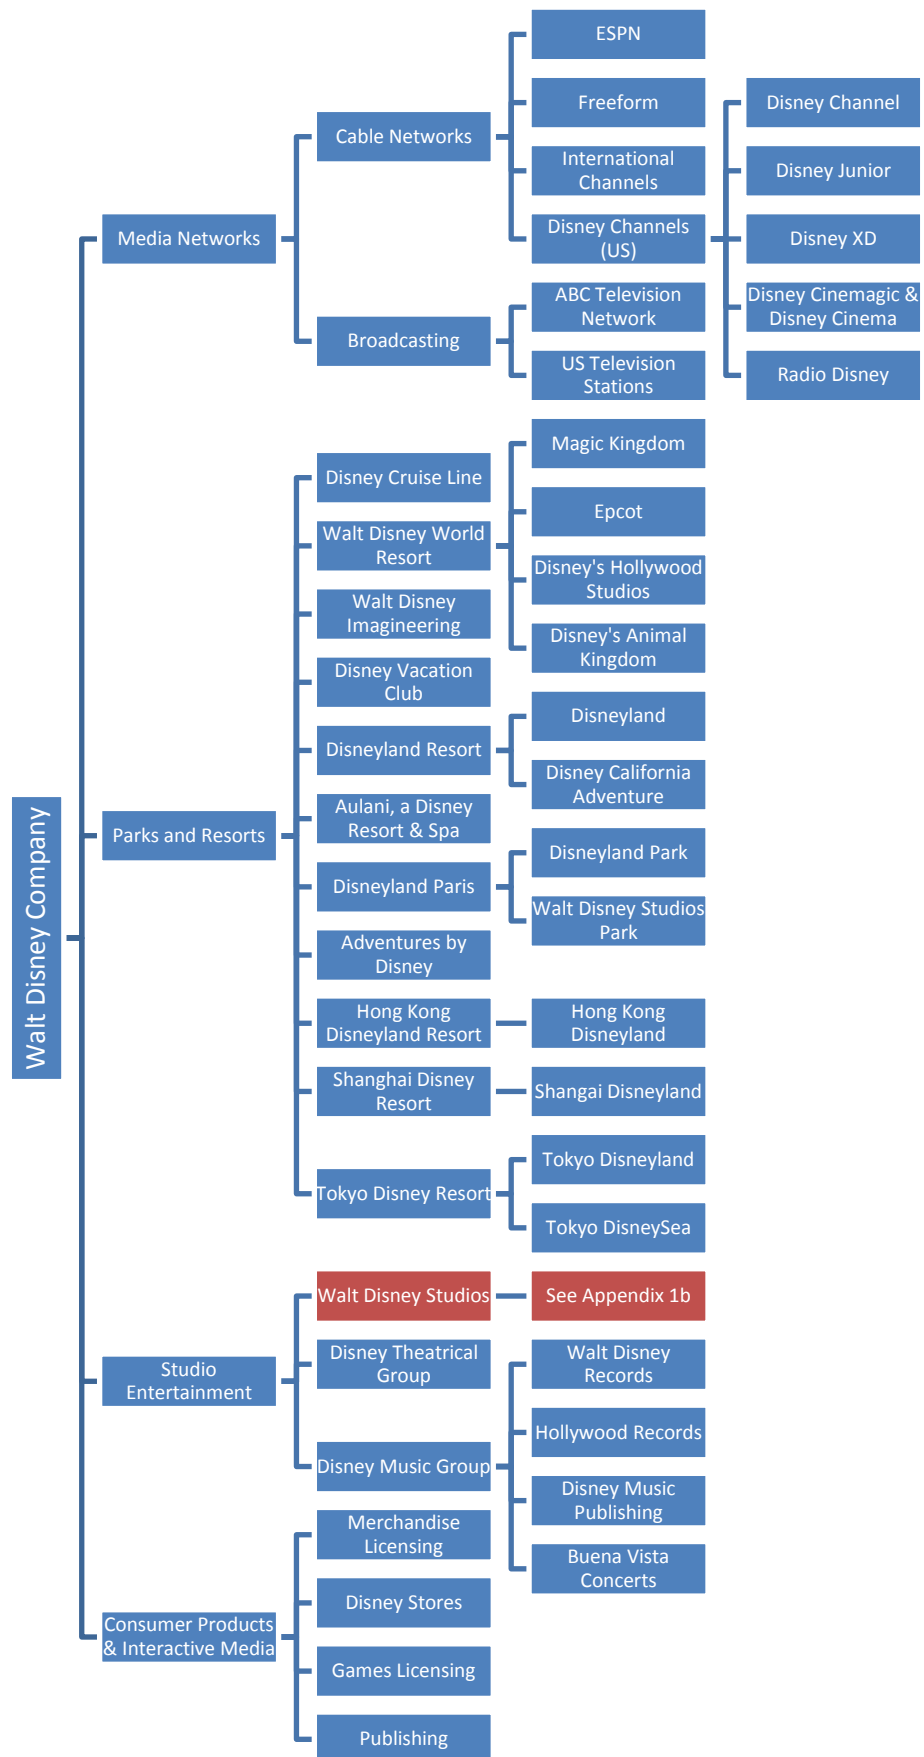 Walt Disney Company
Media Networks
Cable Networks
ESPN
Freeform
International
Channels
Disney Channels
(US)
Disney Channel
Disney Junior
Disney XD
Disney Cinemagic &
Disney Cinema
Radio Disney
Broadcasting
ABC Television
Network
US Television
Stations
Parks and Resorts
Disney Cruise Line
Walt Disney World
Resort
Magic Kingdom
Epcot
Disney's Hollywood
Studios
Disney's Animal
Kingdom
Walt Disney
Imagineering
Disney Vacation
Club
Disneyland Resort
Disneyland
Disney California
Adventure
Aulani, a Disney
Resort & Spa
Disneyland Paris
Disneyland Park
Walt Disney Studios
Park
Adventures by
Disney
Hong Kong
Disneyland Resort
Hong Kong
Disneyland
Shanghai Disney
Resort
Shangai Disneyland
Tokyo Disney Resort
Tokyo Disneyland
Tokyo DisneySea
Studio
Entertainment
Walt Disney Studios
See Appendix 1b
Disney Theatrical
Group
Disney Music Group
Walt Disney
Records
Hollywood Records
Disney Music
Publishing
Buena Vista
Concerts
Consumer Products
& Interactive Media
Merchandise
Licensing
Disney Stores
Games Licensing
Publishing